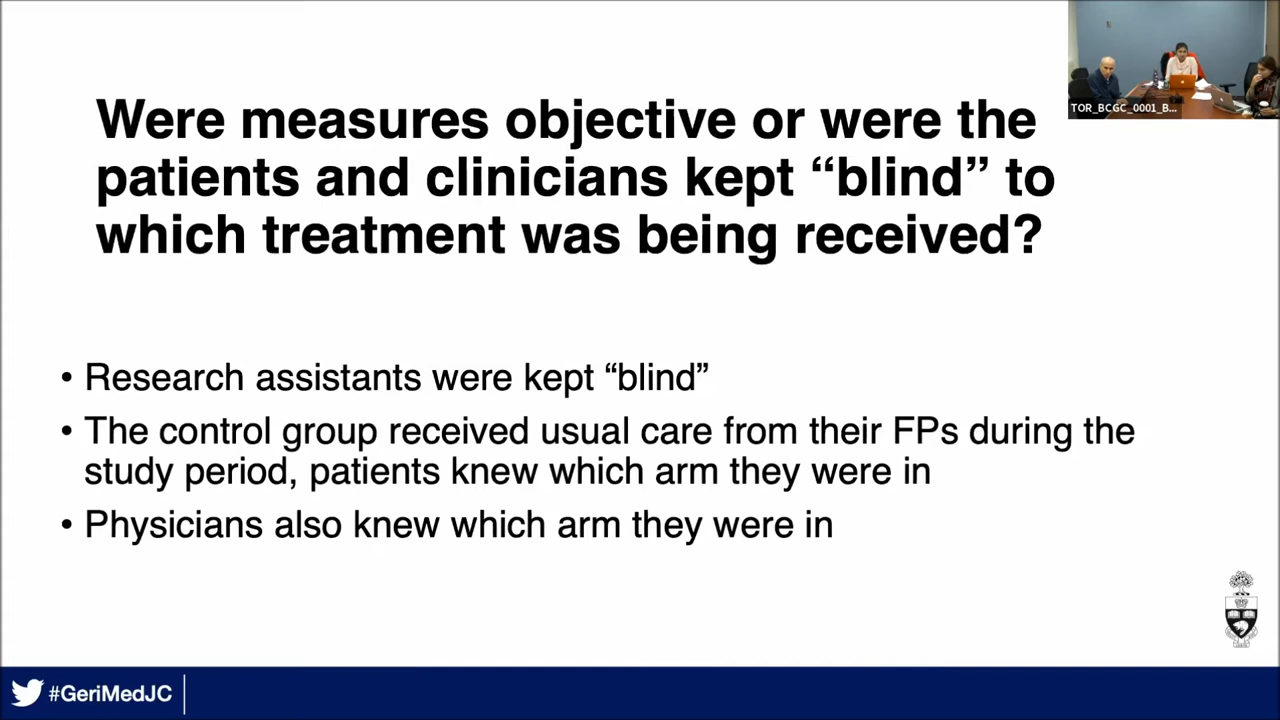 TOR_BCGC_0001_B...
Were measures objective or were the
patients and clinicians kept “blind” to
which treatment was being received?
• Research assistants were kept “blind”
• The control group received usual care from their FPs during the
study period, patients knew which arm they were in
• Physicians also knew which arm they were in
#GeriMedJC